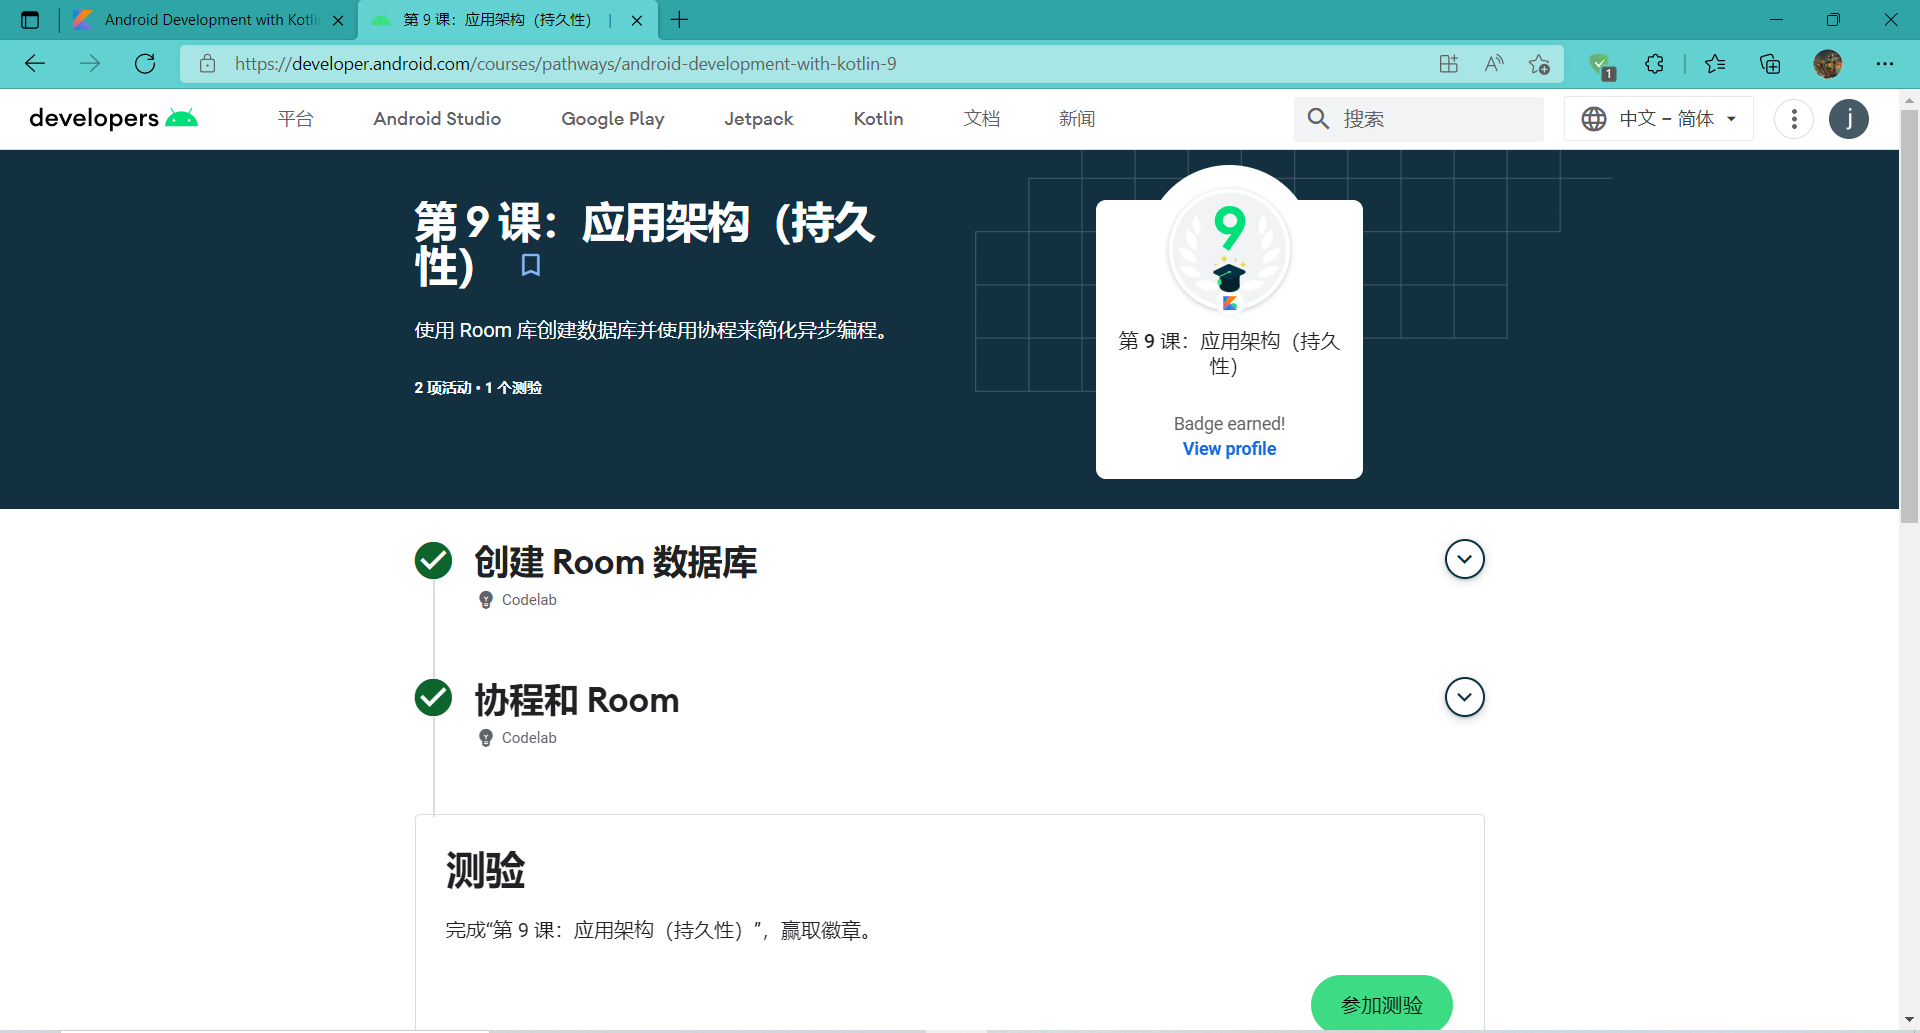 Android Development with Kotli
第 9 课：应用架构（持久性） |
https://developer.android.com/courses/pathways/android-development-with-kotlin-9
1
developers
平台
Android Studio
Google Play
Jetpack
Kotlin
文档
新闻
搜索
中文 – 简体
j
第 9 课：应用架构（持久
性）
使用 Room 库创建数据库并使用协程来简化异步编程。
2 项活动 • 1 个测验
9
第 9 课：应用架构（持久
性）
Badge earned!
View profile
创建 Room 数据库
Codelab
协程和 Room
Codelab
测验
完成“第 9 课：应用架构（持久性）”，赢取徽章。
参加测验